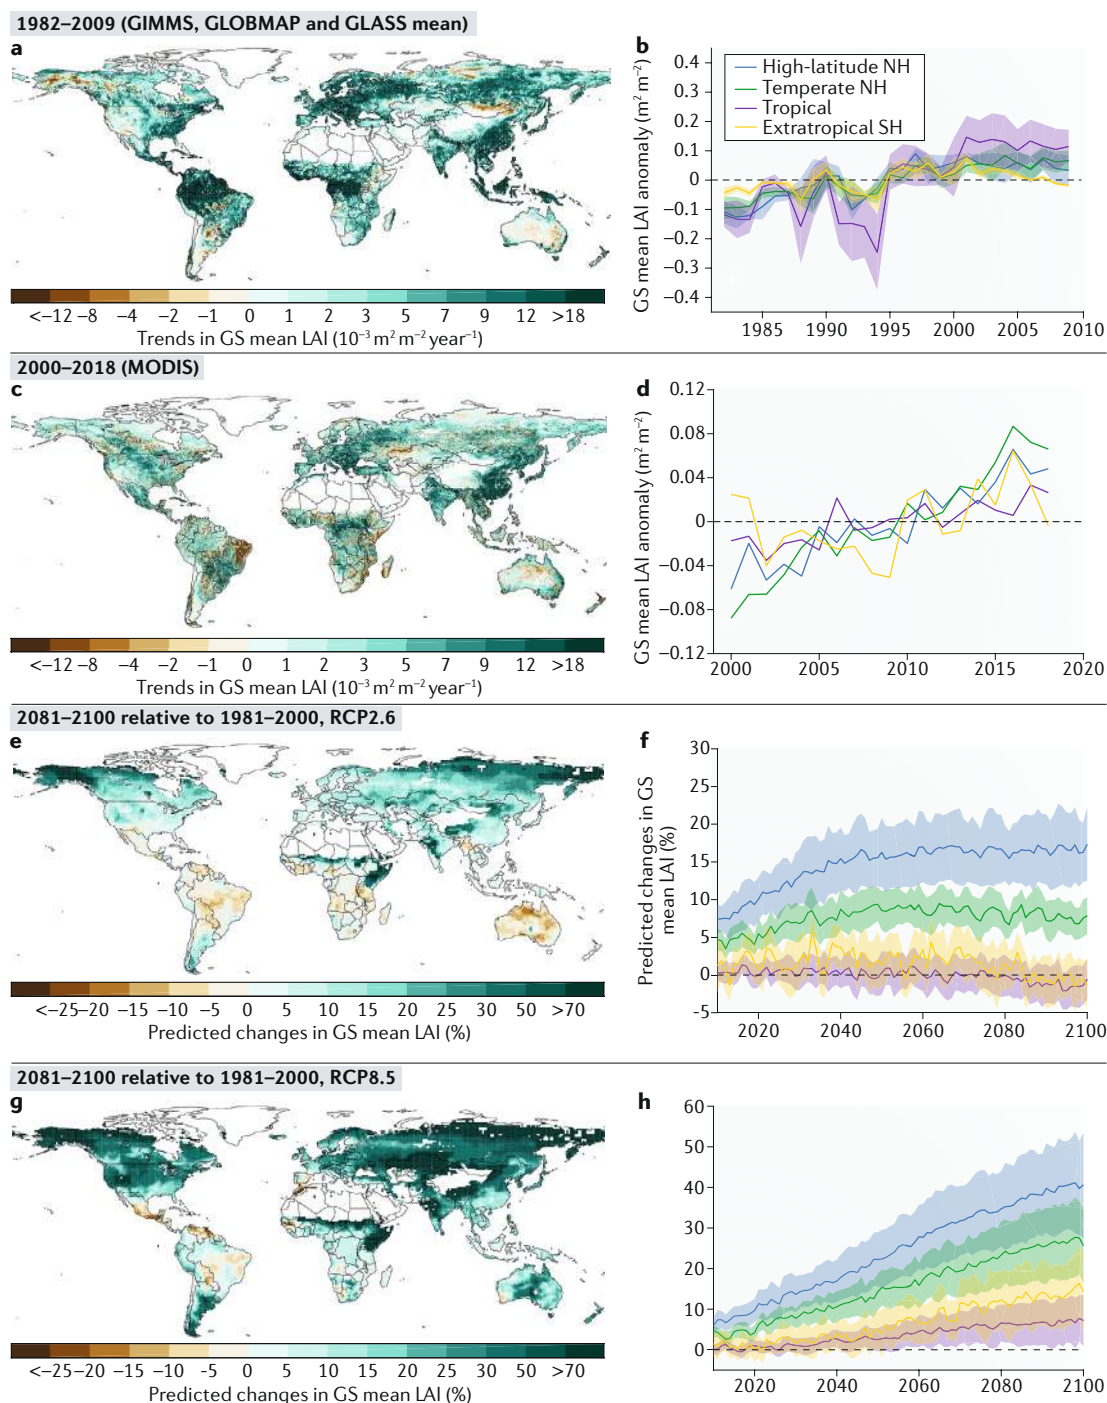 1982–2009 (GIMMS, GLOBMAP and GLASS mean)
a
<–12 –8 –4 –2 –1 0 1 2 3 5 7 9 12 >18
Trends in GS mean LAI (10⁻³ m² m⁻² year⁻¹)
b
GS mean LAI anomaly (m² m⁻²)
0.4
0.3
0.2
0.1
0
–0.1
–0.2
–0.3
–0.4
High-latitude NH
Temperate NH
Tropical
Extratropical SH
1985 1990 1995 2000 2005 2010
2000–2018 (MODIS)
c
<–12 –8 –4 –2 –1 0 1 2 3 5 7 9 12 >18
Trends in GS mean LAI (10⁻³ m² m⁻² year⁻¹)
d
GS mean LAI anomaly (m² m⁻²)
0.12
0.08
0.04
0
–0.04
–0.08
–0.12
2000 2005 2010 2015 2020
2081–2100 relative to 1981–2000, RCP2.6
e
<–25 –20 –15 –10 –5 0 5 10 15 20 30 50 >70
Predicted changes in GS mean LAI (%)
f
Predicted changes in GS
mean LAI (%)
30
25
20
15
10
5
0
-5
2020 2040 2060 2080 2100
2081–2100 relative to 1981–2000, RCP8.5
g
<–25 –20 –15 –10 –5 0 5 10 15 20 30 50 >70
Predicted changes in GS mean LAI (%)
h
60
50
40
30
20
10
0
2020 2040 2060 2080 2100